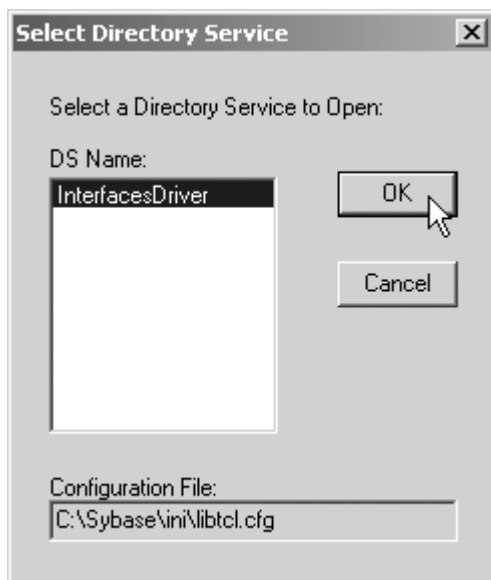 Select Directory Service
Select a Directory Service to Open:
DS Name:
InterfacesDriver
OK
Cancel
Configuration File:
C:\Sybase\ini\libtcl.cfg